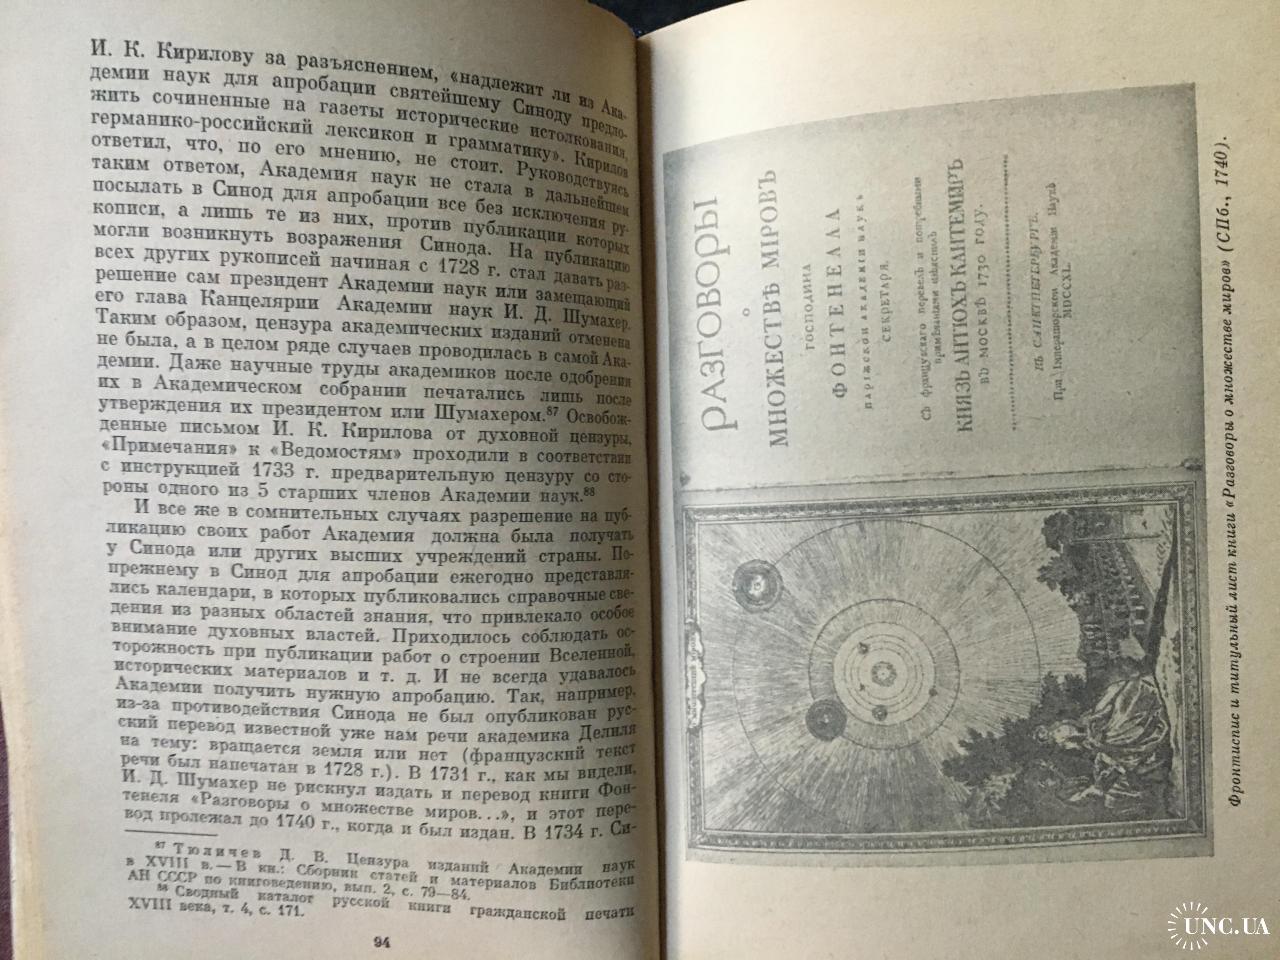 И. К. Кирилову за разъяснением, «надлежит ли из Ака-
демии наук для апробации святейшему Синоду предло-
жить сочиненные на газеты исторические истолкования,
германико-российский лексикон и грамматику». Кирилов
ответил, что, по его мнению, не стоит. Руководствуясь
таким ответом, Академия наук не стала в дальнейшем
посылать в Синод для апробации все без исключения ру-
кописи, а лишь те из них, против публикации которых
могли возникнуть возражения Синода. На публикацию
всех других рукописей начиная с 1728 г. стал давать раз-
решение сам президент Академии наук или замещающий
его глава Канцелярии Академии наук И. Д. Шумахер.
Таким образом, цензура академических изданий отменена
не была, а в целом ряде случаев проводилась в самой Ака-
демии. Даже научные труды академиков после одобрения
их в Академическом собрании печатались лишь после
утверждения их президентом или Шумахером.⁸⁷ Освобож-
денные письмом И. К. Кирилова от духовной цензуры,
«Примечания» к «Ведомостям» проходили в соответствии
с инструкцией 1733 г. предварительную цензуру со сто-
роны одного из 5 старших членов Академии наук.⁸⁸
И все же в сомнительных случаях разрешение на пуб-
ликацию своих работ Академия должна была получать
у Синода или других высших учреждений страны. По-
прежнему в Синод для апробации ежегодно представля-
лись календари, в которых публиковались справочные све-
дения из разных областей знания, что привлекало особое
внимание духовных властей. Приходилось соблюдать ос-
торожность при публикации работ о строении Вселенной,
исторических материалов и т. д. И не всегда удавалось
Академии получить нужную апробацию. Так, например,
из-за противодействия Синода не был опубликован рус-
ский перевод известной уже нам речи академика Делиля
на тему: вращается земля или нет (французский текст
речи был напечатан в 1728 г.). В 1731 г., как мы видели,
И. Д. Шумахер не рискнул издать и перевод книги Фон-
тенеля «Разговоры о множестве миров...», и этот пере-
вод пролежал до 1740 г., когда и был издан. В 1734 г. Си-
⁸⁷ Тюличев Д. В. Цензура изданий Академии наук
в XVIII в. — В кн.: Сборник статей и материалов Библиотеки
АН СССР по книговедению, вып. 2, с. 79—84.
⁸⁸ Сводный каталог русской книги гражданской печати
XVIII века, т. 4, с. 171.
94
РАЗГОВОРЫ
О
МНОЖЕСТВѢ МІРОВЪ
ГОСПОДИНА
ФОНТЕНЕЛЛА
ПАРІЖСКОЙ АКАДЕМІИ НАУКЪ
СЕКРЕТАРЯ.
Съ Французскаго перевелъ и потребными
примѣчаніями изъяснилъ
КНЯЗЬ АНТІОХЪ КАНТЕМИРЪ
ВЪ МОСКВѢ 1730 ГОДУ.
ВЪ САНКТПЕТЕРБУРГѢ
При Императорской Академіи Наукъ
MDCCXL.
Фронтиспис и титульный лист книги «Разговоры о множестве миров» (СПб., 1740).
UNC.UA